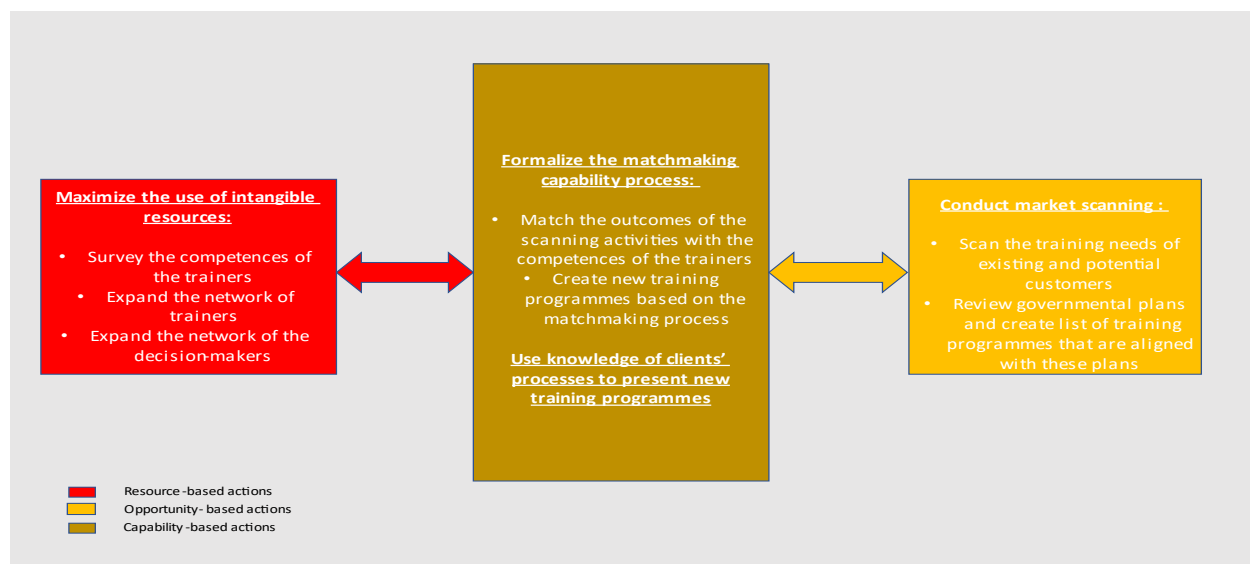 Maximize the use of intangible
resources:
• Survey the competences of
the trainers
• Expand the network of
trainers
• Expand the network of the
decision-makers
Formalize the matchmaking
capability process:
• Match the outcomes of the
scanning activities with the
competences of the trainers
• Create new training
programmes based on the
matchmaking process
Use knowledge of clients’
processes to present new
training programmes
Conduct market scanning :
• Scan the training needs of
existing and potential
customers
• Review governmental plans
and create list of training
programmes that are aligned
with these plans
Resource -based actions
Opportunity- based actions
Capability -based actions